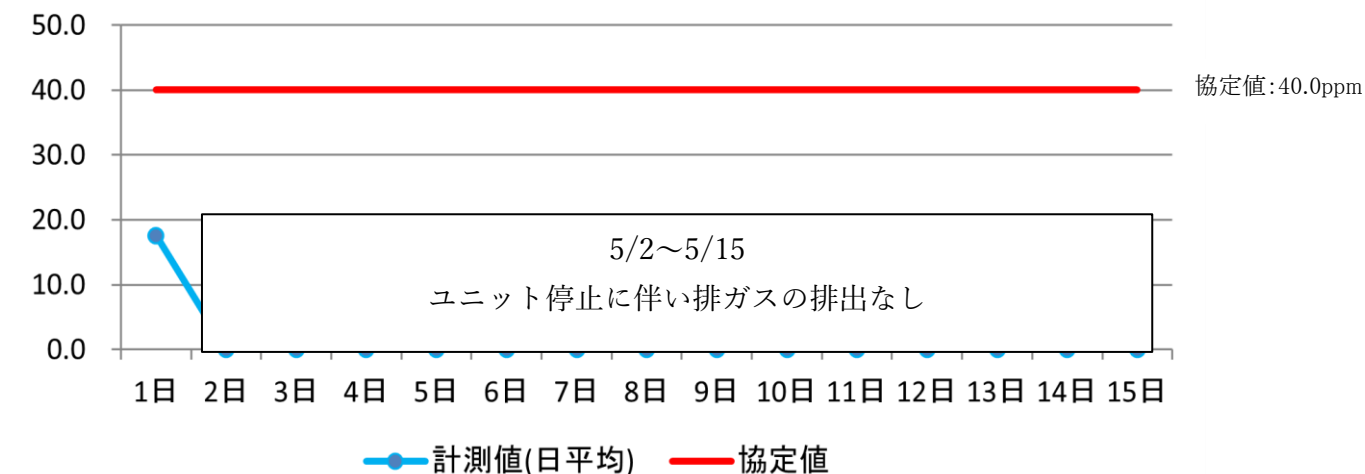 50.0
40.0
協定値:40.0ppm
30.0
20.0
10.0
0.0
5/2～5/15
ユニット停止に伴い排ガスの排出なし
1日 2日 3日 4日 5日 6日 7日 8日 9日 10日 11日 12日 13日 14日 15日
計測値(日平均) 協定値